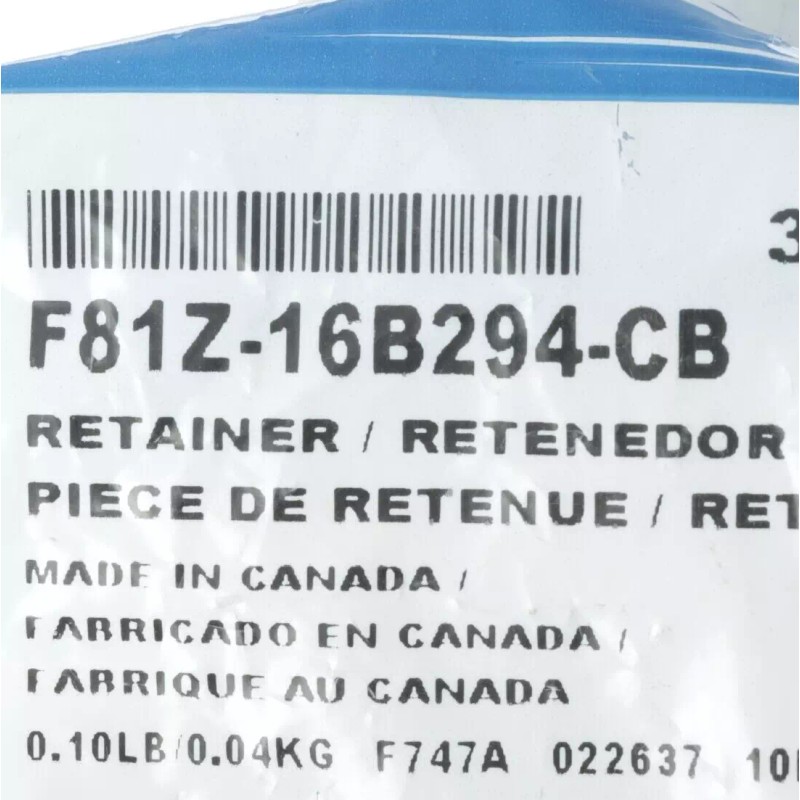 3
F81Z-16B294-CB
RETAINER / RETENEDOR
PIECE DE RETENUE / RET
MADE IN CANADA /
FABRICADO EN CANADA /
FABRIQUE AU CANADA
0.10LB/0.04KG F747A 022637 10